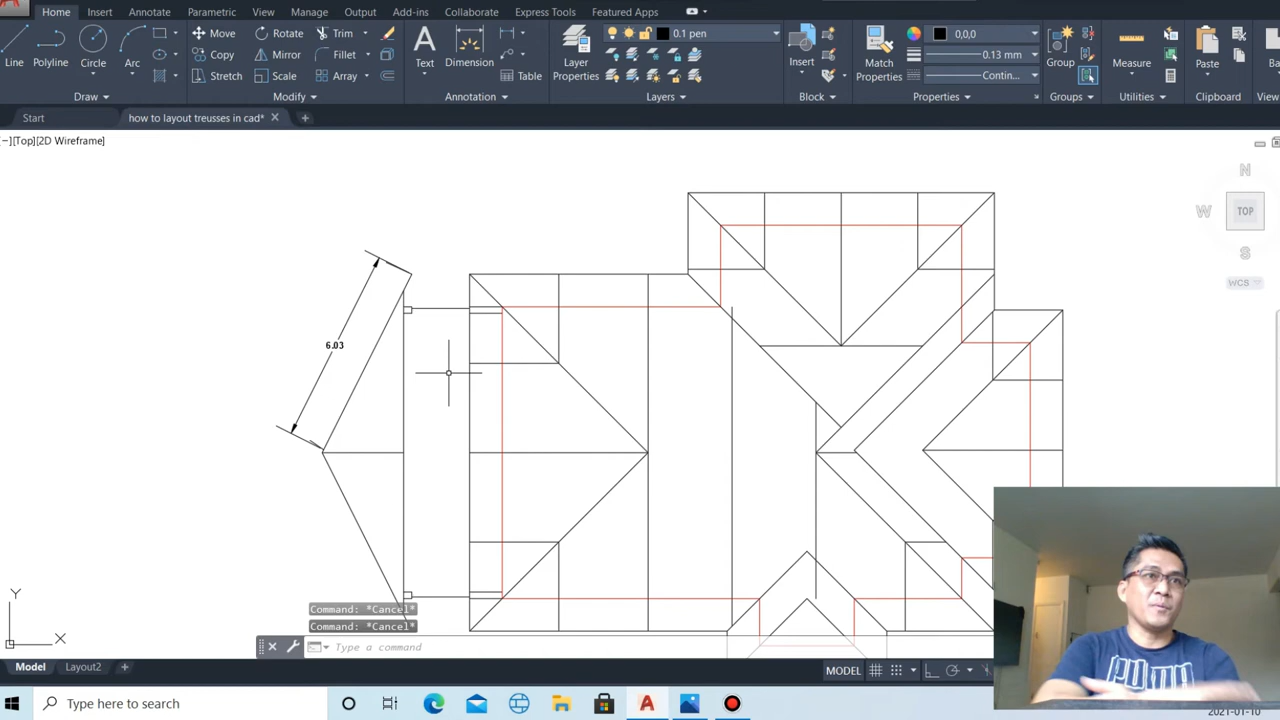 Home Insert Annotate Parametric View Manage Output Add-ins Collaborate Express Tools Featured Apps
Line Polyline Circle Arc
Move Rotate Trim
Copy Mirror Fillet
Stretch Scale Array
Text Dimension Table
Layer Properties
0.1 pen
Insert
Match Properties
0,0,0
0.13 mm
Contin...
Group Measure Paste Ba
Draw Modify Annotation Layers Block Properties Groups Utilities Clipboard View
Start how to layout treusses in cad*
[−][Top][2D Wireframe]
N
W TOP
S
WCS
6.03
Y
X
Command: *Cancel*
Command: *Cancel*
Type a command
Model Layout2 MODEL
PUMA
Type here to search
2021-01-10